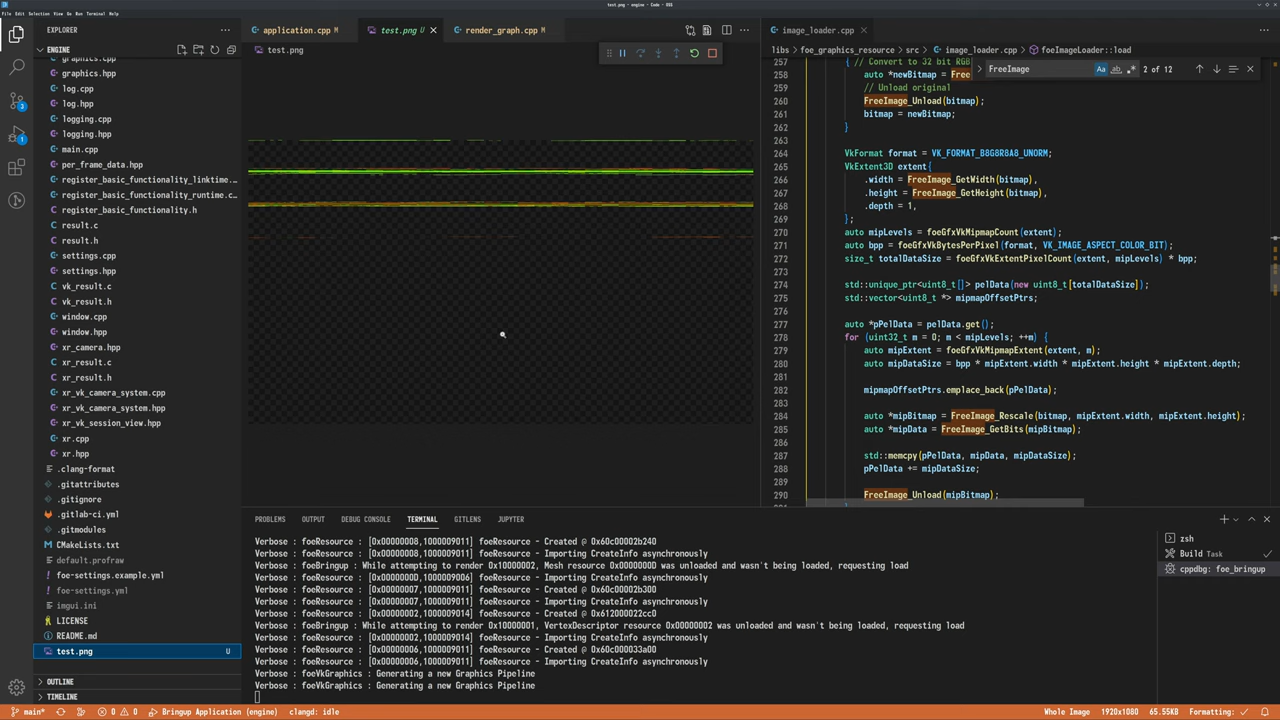 test.png - engine - Code - OSS
File Edit Selection View Go Run Terminal Help
EXPLORER
ENGINE
graphics.cpp
graphics.hpp
log.cpp
log.hpp
logging.cpp
logging.hpp
main.cpp
per_frame_data.hpp
register_basic_functionality_linktime....
register_basic_functionality_runtime.c...
register_basic_functionality.h
result.c
result.h
settings.cpp
settings.hpp
vk_result.c
vk_result.h
window.cpp
window.hpp
xr_camera.hpp
xr_result.c
xr_result.h
xr_vk_camera_system.cpp
xr_vk_camera_system.hpp
xr_vk_session_view.hpp
xr.cpp
xr.hpp
.clang-format
.gitattributes
.gitignore
.gitlab-ci.yml
.gitmodules
CMakeLists.txt
default.profraw
foe-settings.example.yml
foe-settings.yml
imgui.ini
LICENSE
README.md
test.png U
OUTLINE
TIMELINE
application.cpp M
test.png U
render_graph.cpp M
test.png
image_loader.cpp
libs > foe_graphics_resource > src > image_loader.cpp > foeImageLoader::load
FreeImage
Aa
ab
2 of 12
257 { // Convert to 32 bit RGB
258 auto *newBitmap = Free
259 // Unload original
260 FreeImage_Unload(bitmap);
261 bitmap = newBitmap;
262 }
263
264 VkFormat format = VK_FORMAT_B8G8R8A8_UNORM;
265 VkExtent3D extent{
266 .width = FreeImage_GetWidth(bitmap),
267 .height = FreeImage_GetHeight(bitmap),
268 .depth = 1,
269 };
270 auto mipLevels = foeGfxVkMipmapCount(extent);
271 auto bpp = foeGfxVkBytesPerPixel(format, VK_IMAGE_ASPECT_COLOR_BIT);
272 size_t totalDataSize = foeGfxVkExtentPixelCount(extent, mipLevels) * bpp;
273
274 std::unique_ptr<uint8_t[]> pelData(new uint8_t[totalDataSize]);
275 std::vector<uint8_t *> mipmapOffsetPtrs;
276
277 auto *pPelData = pelData.get();
278 for (uint32_t m = 0; m < mipLevels; ++m) {
279 auto mipExtent = foeGfxVkMipmapExtent(extent, m);
280 auto mipDataSize = bpp * mipExtent.width * mipExtent.height * mipExtent.depth;
281
282 mipmapOffsetPtrs.emplace_back(pPelData);
283
284 auto *mipBitmap = FreeImage_Rescale(bitmap, mipExtent.width, mipExtent.height);
285 auto *mipData = FreeImage_GetBits(mipBitmap);
286
287 std::memcpy(pPelData, mipData, mipDataSize);
288 pPelData += mipDataSize;
289
290 FreeImage_Unload(mipBitmap);
PROBLEMS OUTPUT DEBUG CONSOLE TERMINAL GITLENS JUPYTER
Verbose : foeResource : [0x00000008,1000009011] foeResource - Created @ 0x60c00002b240
Verbose : foeResource : [0x00000008,1000009011] foeResource - Importing CreateInfo asynchronously
Verbose : foeBringup : While attempting to render 0x10000002, Mesh resource 0x0000000D was unloaded and wasn't being loaded, requesting load
Verbose : foeResource : [0x0000000D,1000009006] foeResource - Importing CreateInfo asynchronously
Verbose : foeResource : [0x00000007,1000009011] foeResource - Created @ 0x60c00002b300
Verbose : foeResource : [0x00000007,1000009011] foeResource - Importing CreateInfo asynchronously
Verbose : foeResource : [0x00000002,1000009014] foeResource - Created @ 0x612000022cc0
Verbose : foeBringup : While attempting to render 0x10000001, VertexDescriptor resource 0x00000002 was unloaded and wasn't being loaded, requesting load
Verbose : foeResource : [0x00000002,1000009014] foeResource - Importing CreateInfo asynchronously
Verbose : foeResource : [0x00000006,1000009011] foeResource - Created @ 0x60c000033a00
Verbose : foeResource : [0x00000006,1000009011] foeResource - Importing CreateInfo asynchronously
Verbose : foeVkGraphics : Generating a new Graphics Pipeline
Verbose : foeVkGraphics : Generating a new Graphics Pipeline
zsh
Build Task
cppdbg: foe_bringup
main* 0 0 Bringup Application (engine) clangd: idle
Whole Image 1920x1080 65.55KB Formatting: ✓